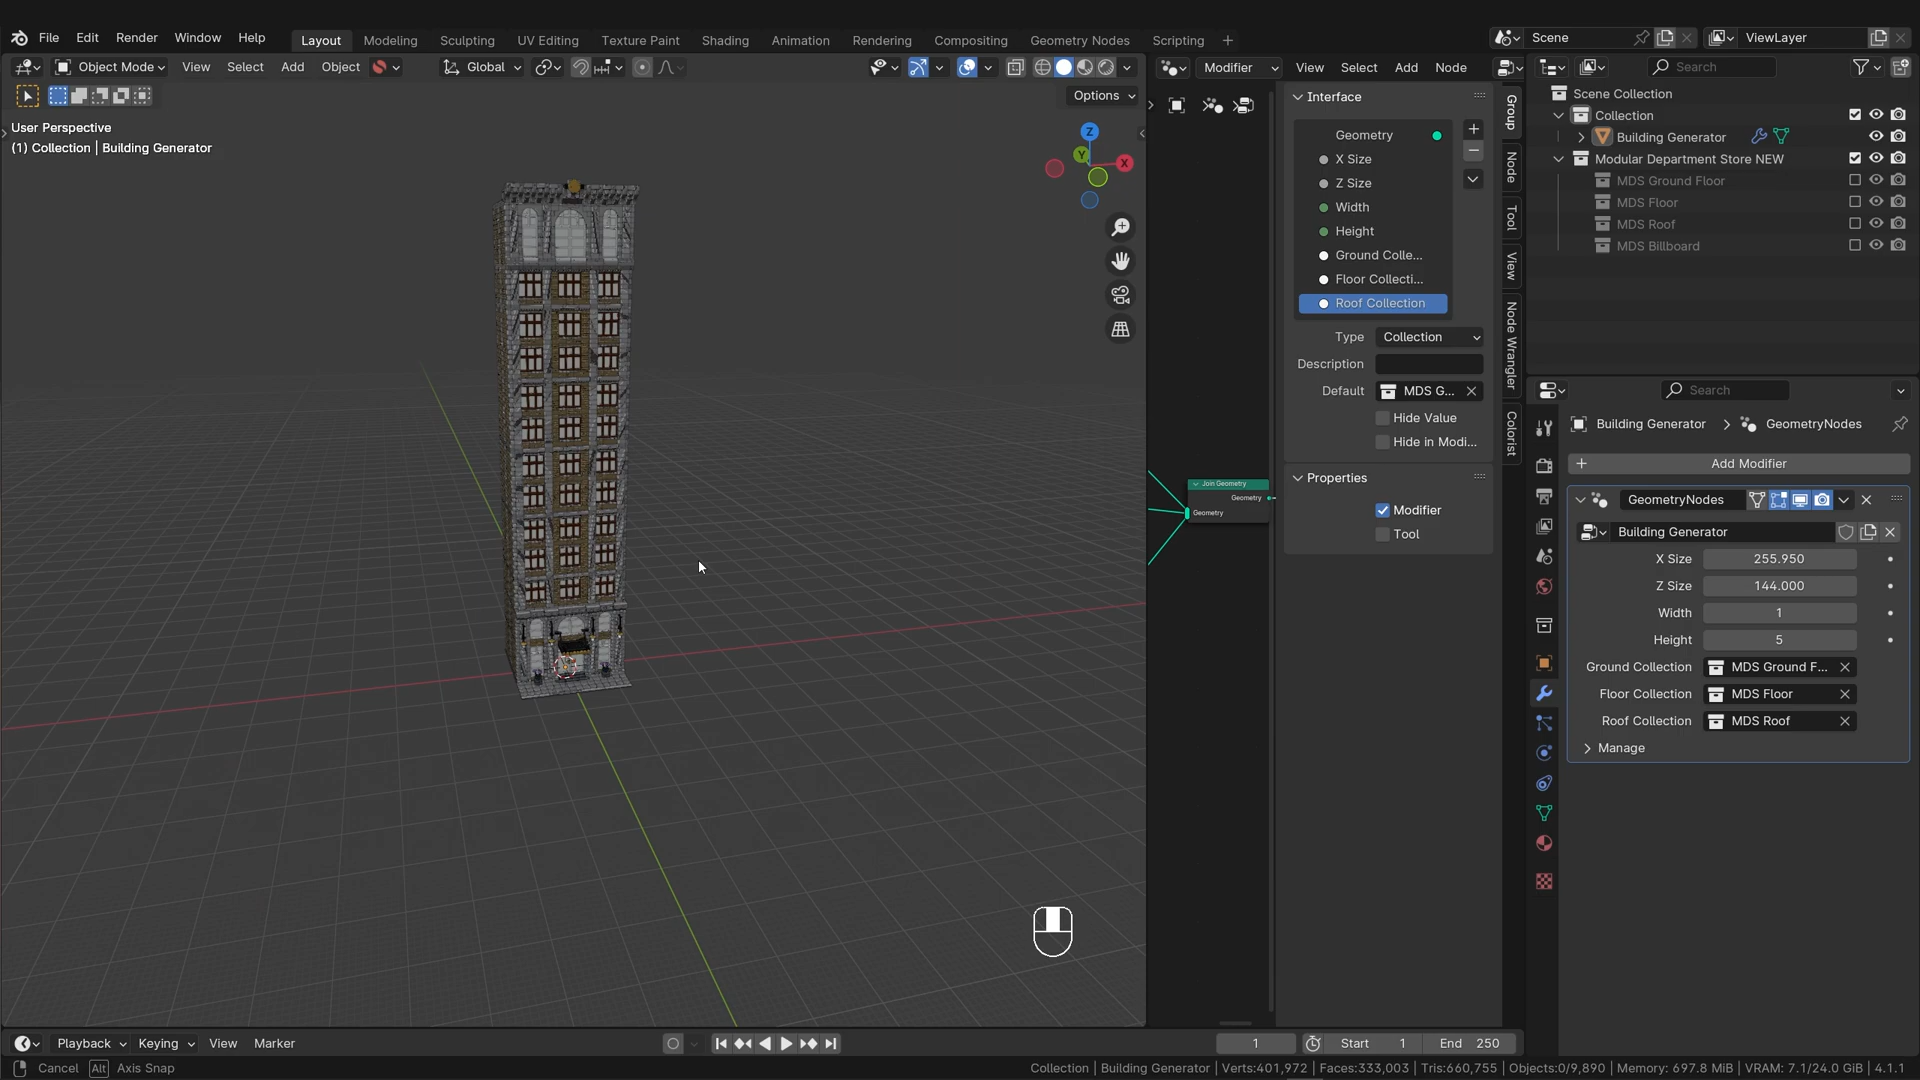 File Edit Render Window Help Layout Modeling Sculpting UV Editing Texture Paint Shading Animation Rendering Compositing Geometry Nodes Scripting + Scene ViewLayer
Object Mode View Select Add Object Global Modifier View Select Add Node Search
Options
User Perspective
(1) Collection | Building Generator
Z
Y
X
Interface
Geometry
X Size
Z Size
Width
Height
Ground Colle...
Floor Collecti...
Roof Collection
Type Collection
Description
Default MDS G...
Hide Value
Hide in Modi...
Properties
Modifier
Tool
Join Geometry
Geometry
Geometry
Group
Node
Tool
View
Node Wrangler
Colorist
Scene Collection
Collection
Building Generator
Modular Department Store NEW
MDS Ground Floor
MDS Floor
MDS Roof
MDS Billboard
Search
Building Generator > GeometryNodes
+ Add Modifier
GeometryNodes
Building Generator
X Size 255.950
Z Size 144.000
Width 1
Height 5
Ground Collection MDS Ground F...
Floor Collection MDS Floor
Roof Collection MDS Roof
Manage
Playback Keying View Marker 1 Start 1 End 250
Cancel Alt Axis Snap Collection | Building Generator | Verts:401,972 | Faces:333,003 | Tris:660,755 | Objects:0/9,890 | Memory: 697.8 MiB | VRAM: 7.1/24.0 GiB | 4.1.1